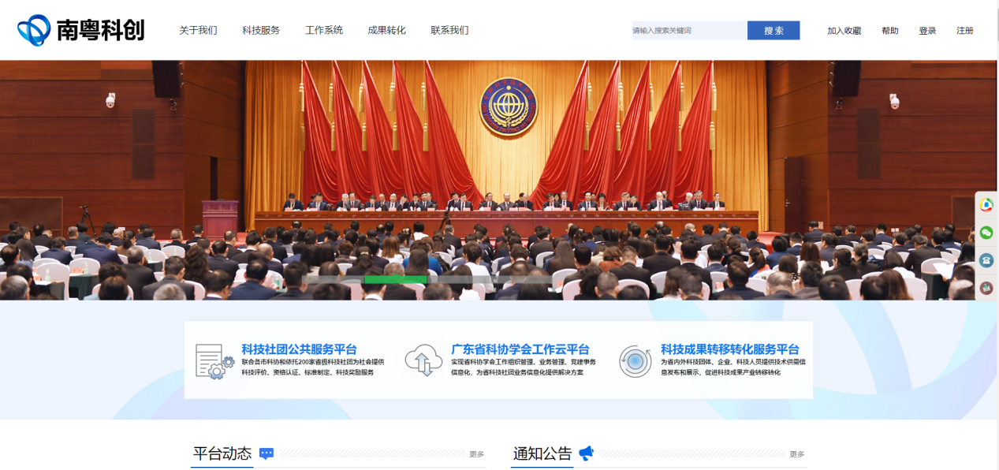 南粤科创
关于我们 科技服务 工作系统 成果转化 联系我们
请输入搜索关键词 搜索
加入收藏 帮助 登录 注册
科技社团公共服务平台
联合各市科协和依托200家省级科技社团为社会提供
科技评价、资格认证、标准制定、科技奖励服务
广东省科协学会工作云平台
实现省科协学会工作组织管理、业务管理、党建事务
信息化，为省科技社团业务信息化提供解决方案
科技成果转移转化服务平台
为省内外科技团体、企业、科技人员提供技术供需信
息发布和展示，促进科技成果产业转移转化
平台动态 更多
通知公告 更多